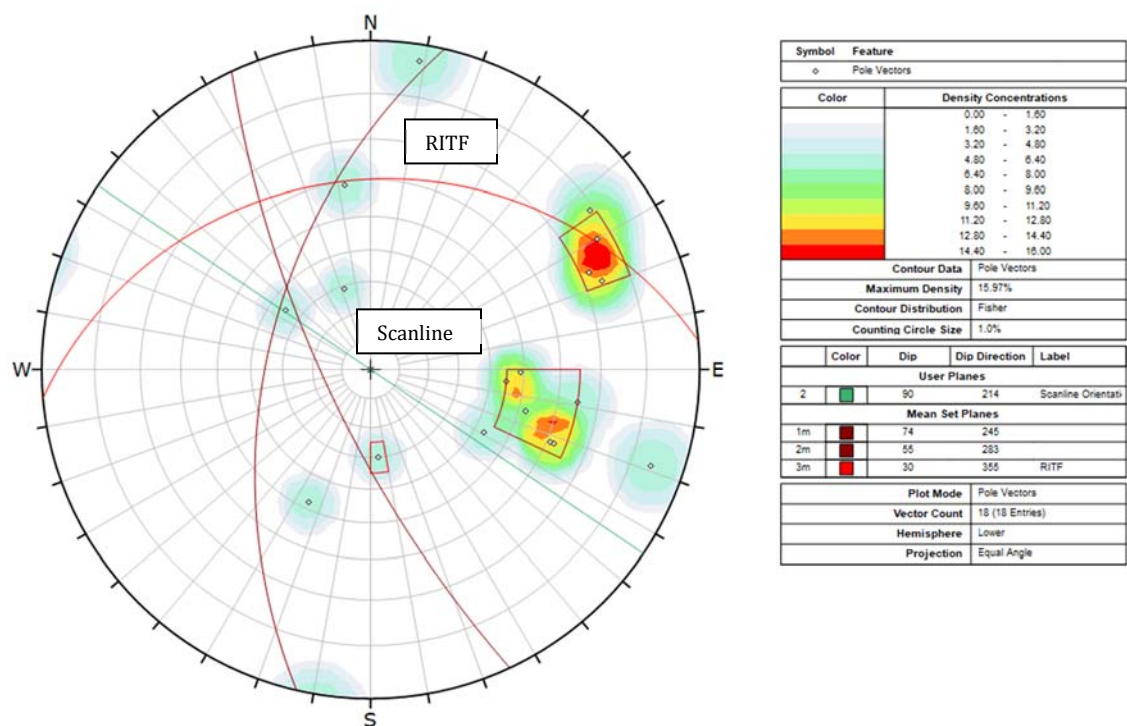 N
RITF
Scanline
W
E
S
Symbol Feature
Pole Vectors
Color Density Concentrations
0.00 - 1.60
1.60 - 3.20
3.20 - 4.80
4.80 - 6.40
6.40 - 8.00
8.00 - 9.60
9.60 - 11.20
11.20 - 12.80
12.80 - 14.40
14.40 - 16.00
Contour Data Pole Vectors
Maximum Density 15.97%
Contour Distribution Fisher
Counting Circle Size 1.0%
Color Dip Dip Direction Label
User Planes
2 90 214 Scanline Orientati
Mean Set Planes
1m 74 245
2m 55 283
3m 30 355 RITF
Plot Mode Pole Vectors
Vector Count 18 (18 Entries)
Hemisphere Lower
Projection Equal Angle